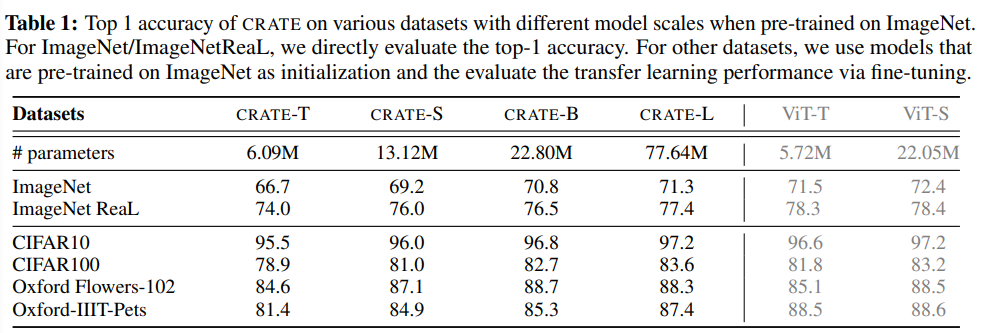 Table 1: Top 1 accuracy of CRATE on various datasets with different model scales when pre-trained on ImageNet.
For ImageNet/ImageNetReaL, we directly evaluate the top-1 accuracy. For other datasets, we use models that
are pre-trained on ImageNet as initialization and the evaluate the transfer learning performance via fine-tuning.
Datasets CRATE-T CRATE-S CRATE-B CRATE-L ViT-T ViT-S
# parameters 6.09M 13.12M 22.80M 77.64M 5.72M 22.05M
ImageNet 66.7 69.2 70.8 71.3 71.5 72.4
ImageNet ReaL 74.0 76.0 76.5 77.4 78.3 78.4
CIFAR10 95.5 96.0 96.8 97.2 96.6 97.2
CIFAR100 78.9 81.0 82.7 83.6 81.8 83.2
Oxford Flowers-102 84.6 87.1 88.7 88.3 85.1 88.5
Oxford-IIIT-Pets 81.4 84.9 85.3 87.4 88.5 88.6